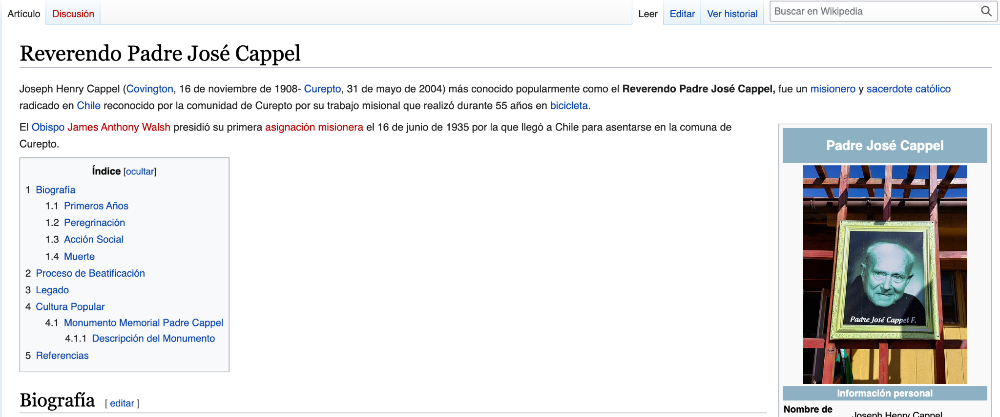 Artículo
Discusión
Leer
Editar
Ver historial
Buscar en Wikipedia
Reverendo Padre José Cappel
Joseph Henry Cappel (Covington, 16 de noviembre de 1908- Curepto, 31 de mayo de 2004) más conocido popularmente como el Reverendo Padre José Cappel, fue un misionero y sacerdote católico
radicado en Chile reconocido por la comunidad de Curepto por su trabajo misional que realizó durante 55 años en bicicleta.
El Obispo James Anthony Walsh presidió su primera asignación misionera el 16 de junio de 1935 por la que llegó a Chile para asentarse en la comuna de
Curepto.
Índice [ocultar]
1 Biografía
1.1 Primeros Años
1.2 Peregrinación
1.3 Acción Social
1.4 Muerte
2 Proceso de Beatificación
3 Legado
4 Cultura Popular
4.1 Monumento Memorial Padre Cappel
4.1.1 Descripción del Monumento
5 Referencias
Biografía [ editar ]
Padre José Cappel
Padre José Cappel F.
Información personal
Nombre de
Joseph Henry Cappel